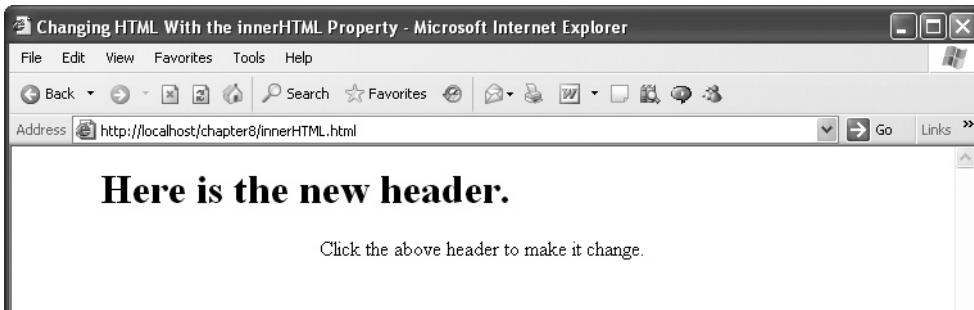 Changing HTML With the innerHTML Property - Microsoft Internet Explorer
File Edit View Favorites Tools Help
Back Search Favorites W
Address http://localhost/chapter8/innerHTML.html Go Links »
Here is the new header.
Click the above header to make it change.